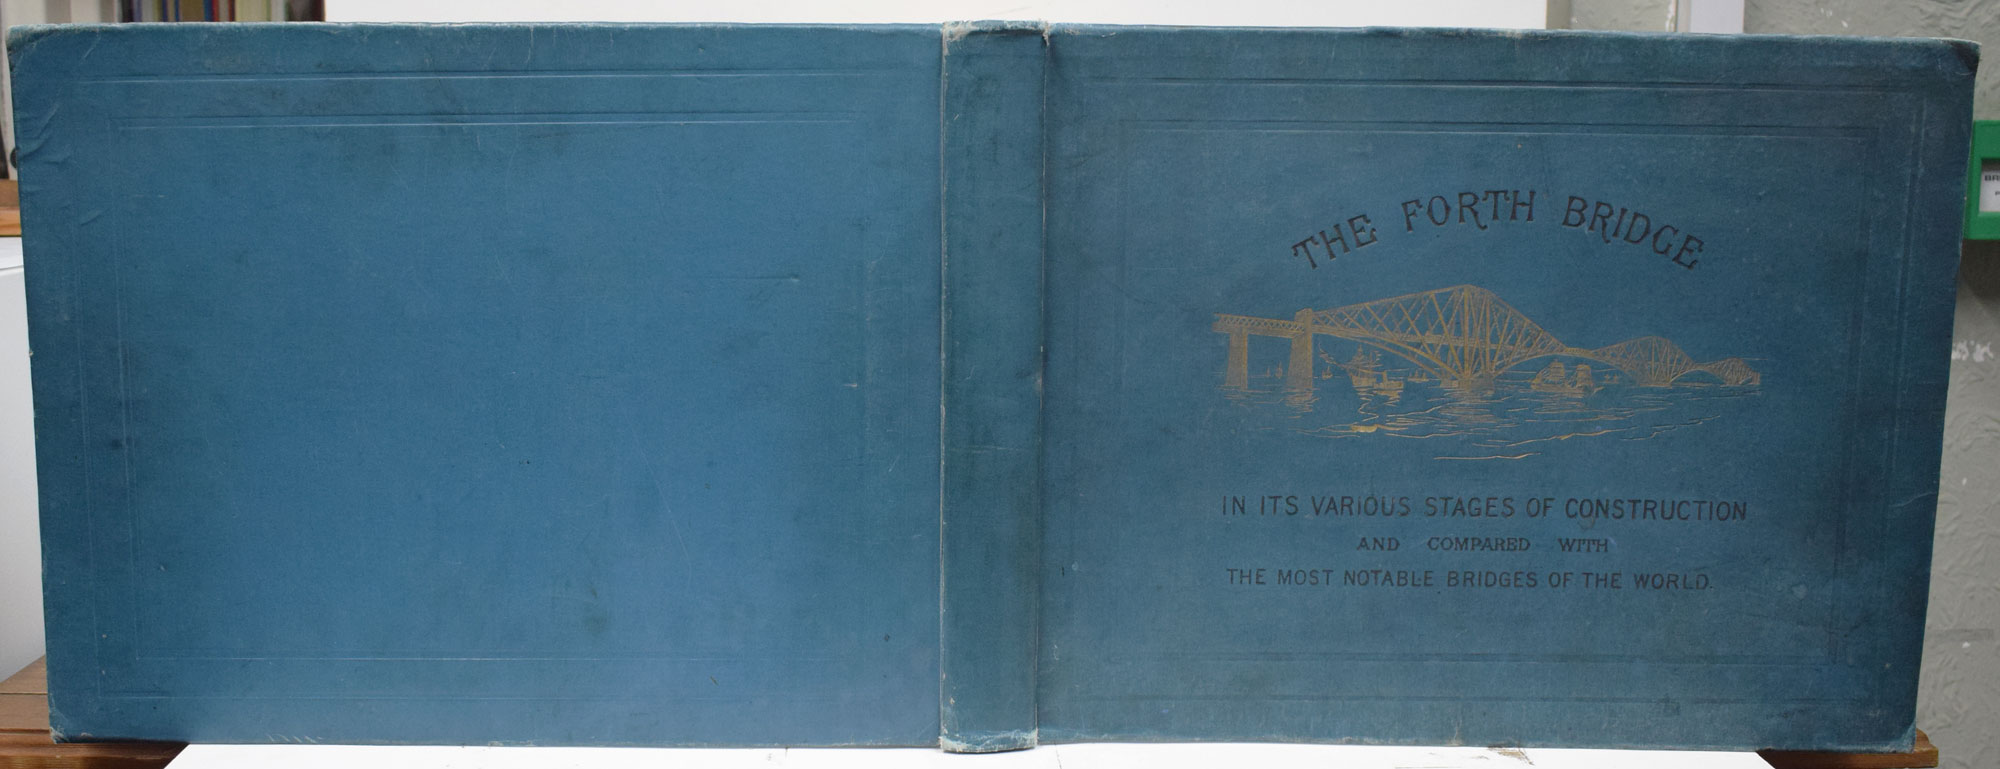 THE FORTH BRIDGE
IN ITS VARIOUS STAGES OF CONSTRUCTION
AND COMPARED WITH
THE MOST NOTABLE BRIDGES OF THE WORLD.